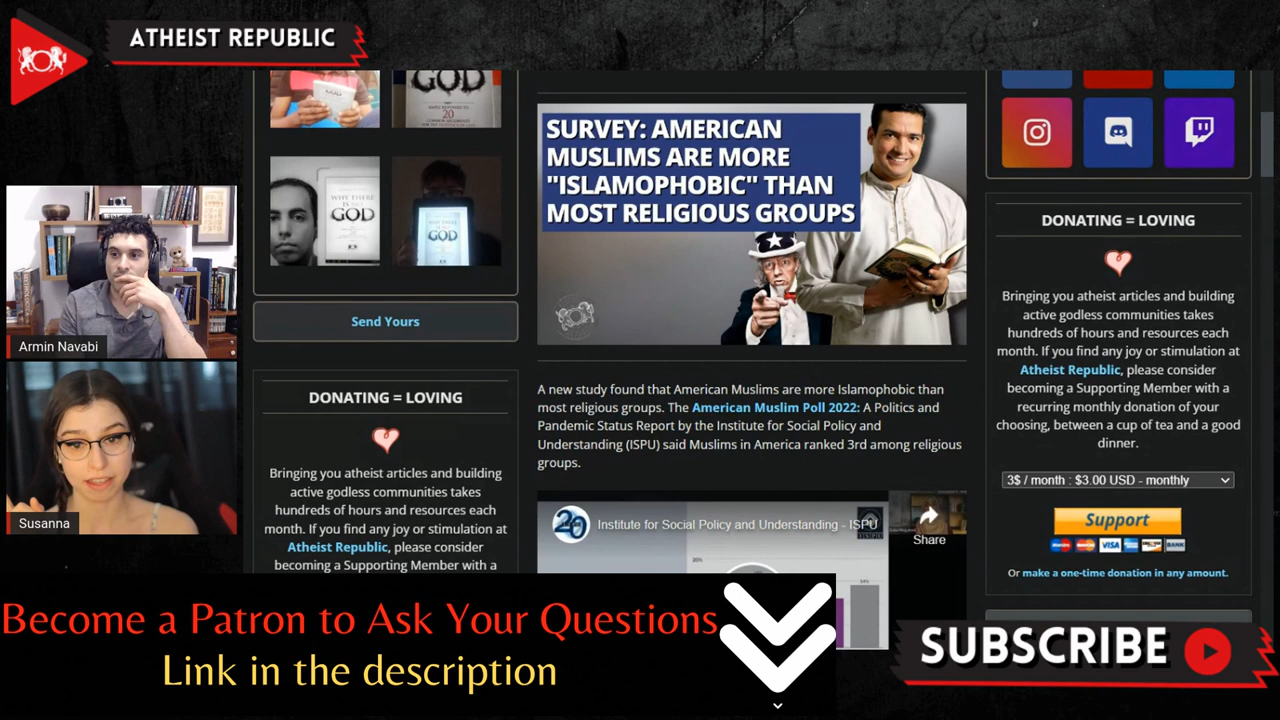 ATHEIST REPUBLIC
GOD
20
WHY THERE
IS NO
GOD
GOD
Send Yours
DONATING = LOVING
Bringing you atheist articles and building
active godless communities takes
hundreds of hours and resources each
month. If you find any joy or stimulation at
Atheist Republic, please consider
becoming a Supporting Member with a
SURVEY: AMERICAN
MUSLIMS ARE MORE
"ISLAMOPHOBIC" THAN
MOST RELIGIOUS GROUPS
A new study found that American Muslims are more Islamophobic than
most religious groups. The American Muslim Poll 2022: A Politics and
Pandemic Status Report by the Institute for Social Policy and
Understanding (ISPU) said Muslims in America ranked 3rd among religious
groups.
Institute for Social Policy and Understanding - ISPU
Share
DONATING = LOVING
Bringing you atheist articles and building
active godless communities takes
hundreds of hours and resources each
month. If you find any joy or stimulation at
Atheist Republic, please consider
becoming a Supporting Member with a
recurring monthly donation of your
choosing, between a cup of tea and a good
dinner.
3$ / month : $3.00 USD - monthly
Support
VISA
BANK
Or make a one-time donation in any amount.
Armin Navabi
Susanna
Become a Patron to Ask Your Questions
Link in the description
SUBSCRIBE